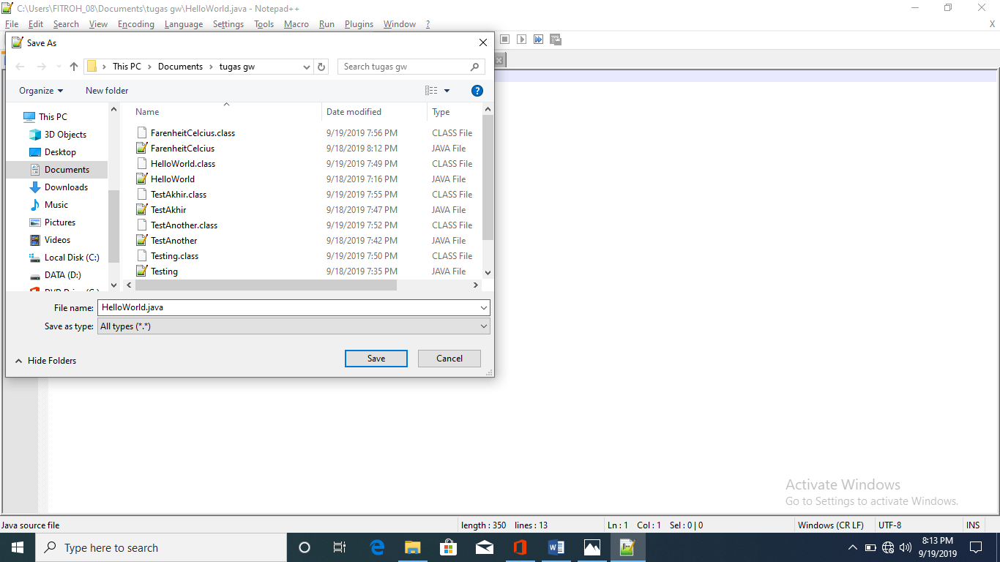 C:\Users\FITROH_08\Documents\tugas gw\HelloWorld.java - Notepad++
File Edit Search View Encoding Language Settings Tools Macro Run Plugins Window ? X
Save As
This PC > Documents > tugas gw
Search tugas gw
Organize New folder
Name Date modified Type
This PC
3D Objects
Desktop
Documents
Downloads
Music
Pictures
Videos
Local Disk (C:)
DATA (D:)
FarenheitCelcius.class 9/19/2019 7:56 PM CLASS File
FarenheitCelcius 9/18/2019 8:12 PM JAVA File
HelloWorld.class 9/19/2019 7:49 PM CLASS File
HelloWorld 9/18/2019 7:16 PM JAVA File
TestAkhir.class 9/19/2019 7:55 PM CLASS File
TestAkhir 9/18/2019 7:47 PM JAVA File
TestAnother.class 9/19/2019 7:52 PM CLASS File
TestAnother 9/18/2019 7:42 PM JAVA File
Testing.class 9/19/2019 7:50 PM CLASS File
Testing 9/18/2019 7:35 PM JAVA File
File name: HelloWorld.java
Save as type: All types (*.*)
Hide Folders
Save Cancel
Activate Windows
Go to Settings to activate Windows.
Java source file length : 350 lines : 13 Ln : 1 Col : 1 Sel : 0 | 0 Windows (CR LF) UTF-8 INS
Type here to search
8:13 PM
9/19/2019